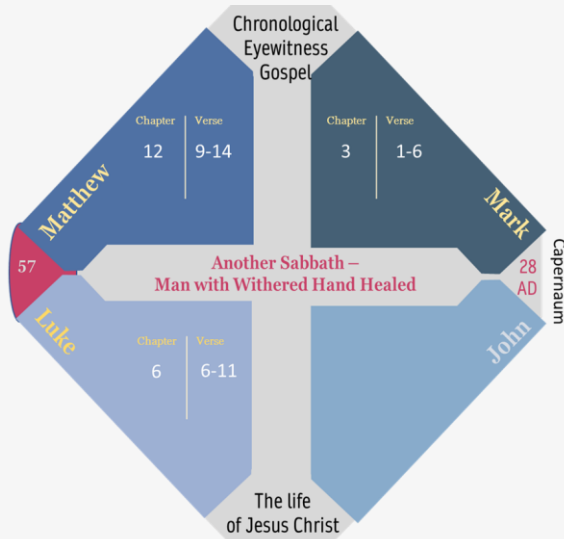 Chronological
Eyewitness
Gospel
Chapter Verse
12 9-14
Matthew
Chapter Verse
3 1-6
Mark
57
Another Sabbath –
Man with Withered Hand Healed
28
AD
Capernaum
Luke
Chapter Verse
6 6-11
John
The life
of Jesus Christ